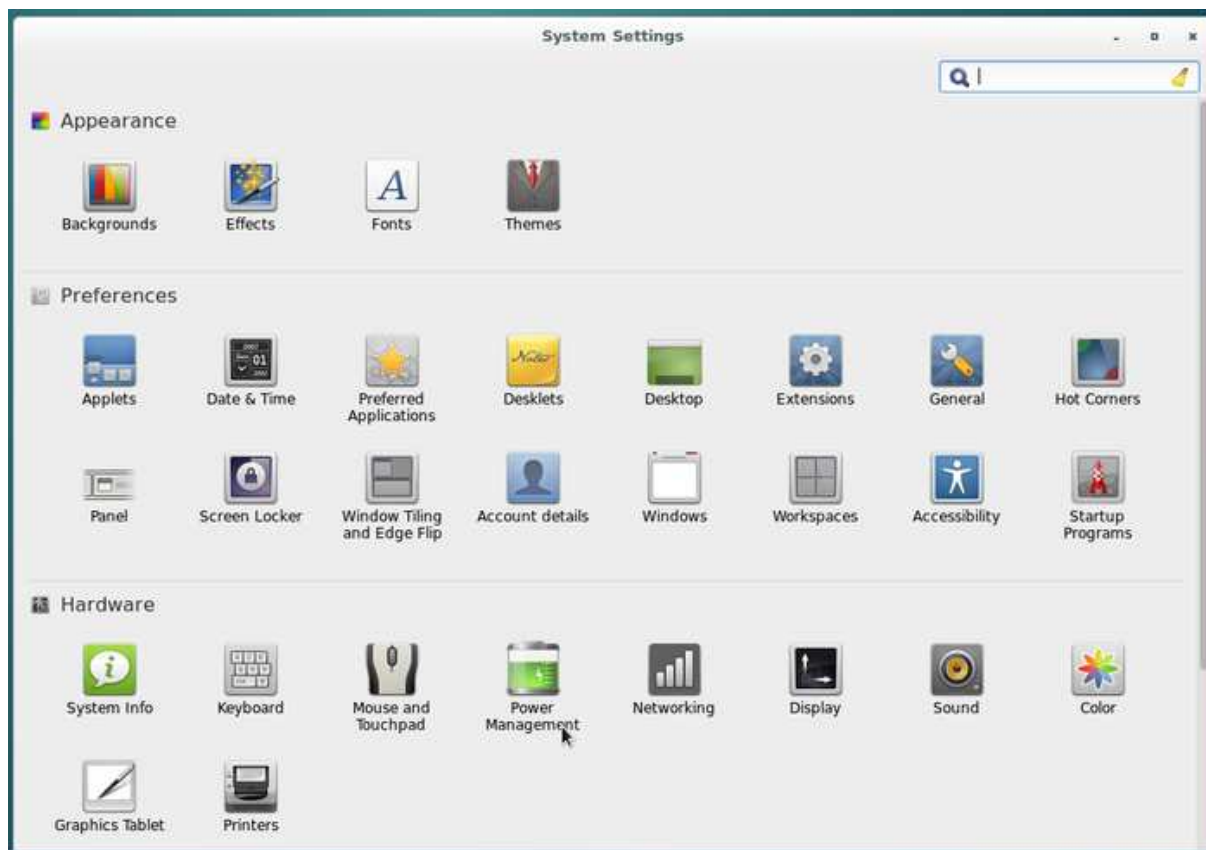 System Settings
Appearance
Backgrounds Effects Fonts Themes
Preferences
Applets Date & Time Preferred Applications Desklets Desktop Extensions General Hot Corners
Panel Screen Locker Window Tiling and Edge Flip Account details Windows Workspaces Accessibility Startup Programs
Hardware
System Info Keyboard Mouse and Touchpad Power Management Networking Display Sound Color
Graphics Tablet Printers